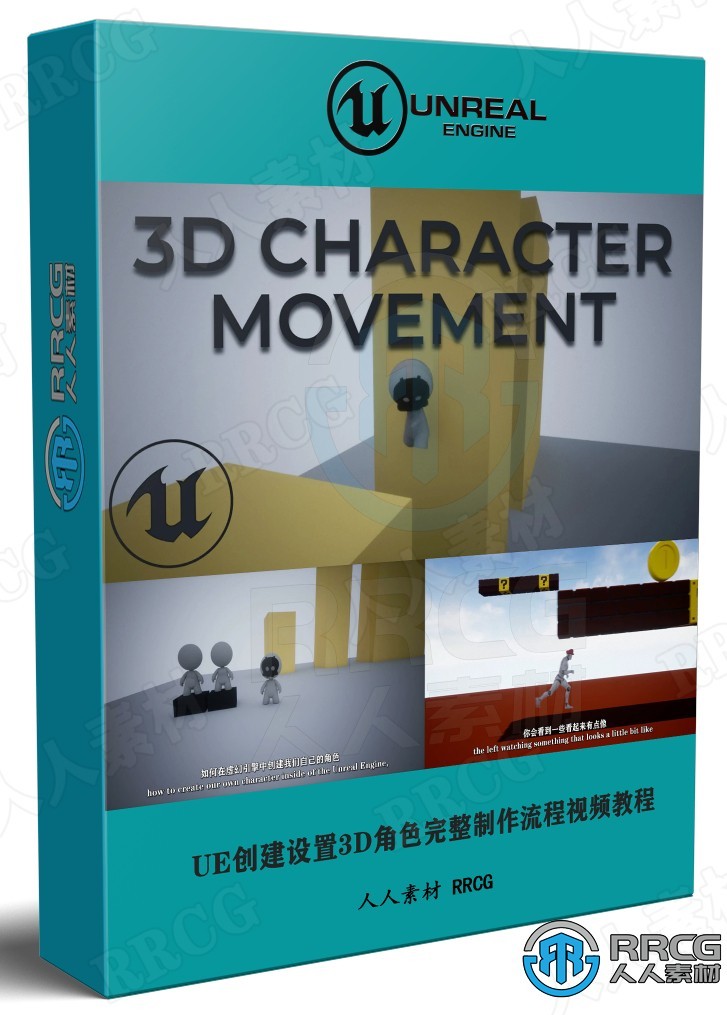 UNREAL
ENGINE
3D CHARACTER
MOVEMENT
RRCG
人人素材
如何在虚幻引擎中创建我们自己的角色
how to create our own character inside of the Unreal Engine,
? ?
你会看到一些看起来有点像
the left watching something that looks a little bit like
UE创建设置3D角色完整制作流程视频教程
人人素材 RRCG
RRCG
人人素材